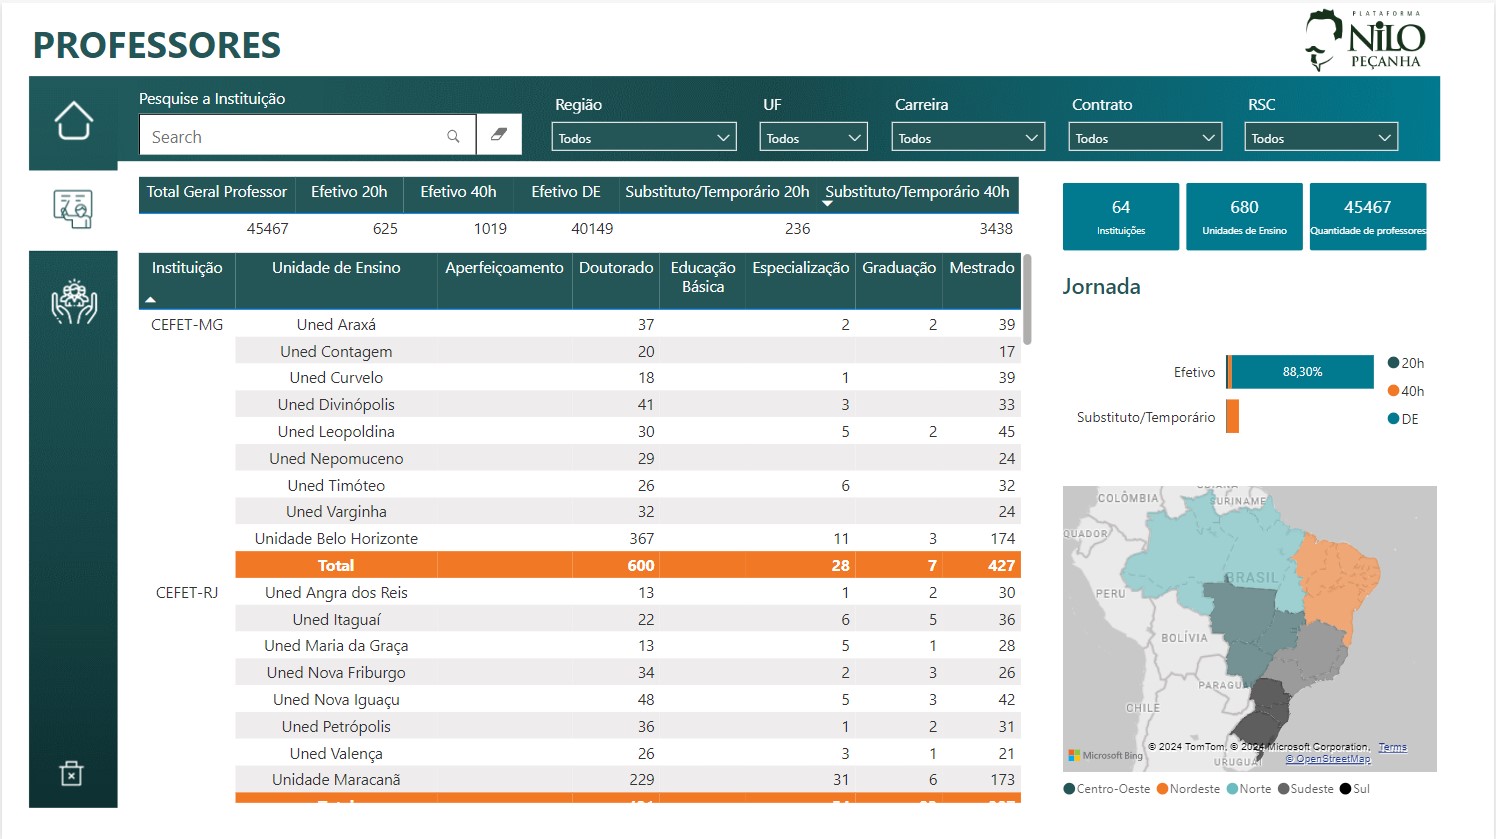 PROFESSORES
PLATAFORMA
NILO
PEÇANHA
Pesquise a Instituição
Search
Região
Todos
UF
Todos
Carreira
Todos
Contrato
Todos
RSC
Todos
Total Geral Professor Efetivo 20h Efetivo 40h Efetivo DE Substituto/Temporário 20h Substituto/Temporário 40h
45467 625 1019 40149 236 3438
64
Instituições
680
Unidades de Ensino
45467
Quantidade de professores
Instituição Unidade de Ensino Aperfeiçoamento Doutorado Educação Básica Especialização Graduação Mestrado
CEFET-MG Uned Araxá 37 2 2 39
Uned Contagem 20 17
Uned Curvelo 18 1 39
Uned Divinópolis 41 3 33
Uned Leopoldina 30 5 2 45
Uned Nepomuceno 29 24
Uned Timóteo 26 6 32
Uned Varginha 32 24
Unidade Belo Horizonte 367 11 3 174
Total 600 28 7 427
CEFET-RJ Uned Angra dos Reis 13 1 2 30
Uned Itaguaí 22 6 5 36
Uned Maria da Graça 13 5 1 28
Uned Nova Friburgo 34 2 3 26
Uned Nova Iguaçu 48 5 3 42
Uned Petrópolis 36 1 2 31
Uned Valença 26 3 1 21
Unidade Maracanã 229 31 6 173
Jornada
Efetivo 88,30%
Substituto/Temporário
20h
40h
DE
COLÔMBIA
SURINAME
BRASIL
PERU
BOLÍVIA
CHILE
© 2024 TomTom, © 2024 Microsoft Corporation, Terms
Microsoft Bing © OpenStreetMap
Centro-Oeste Nordeste Norte Sudeste Sul